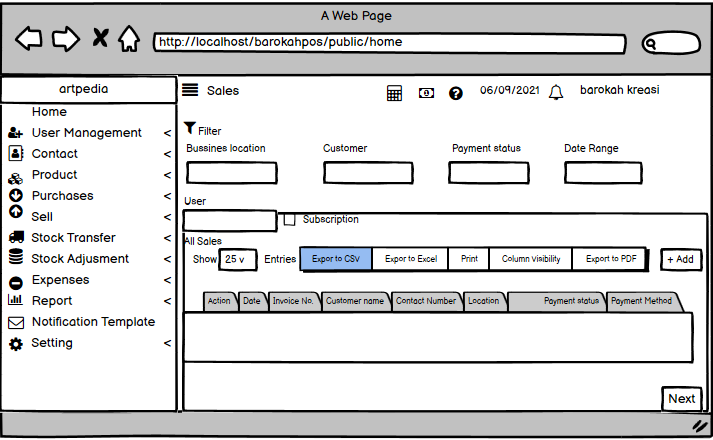 A Web Page
http://localhost/barokahpos/public/home
artpedia
Sales
06/09/2021
barokah kreasi
Home
User Management <
Contact <
Product <
Purchases <
Sell <
Stock Transfer <
Stock Adjusment <
Expenses <
Report <
Notification Template
Setting <
Filter
Bussines location
Customer
Payment status
Date Range
User
Subscription
All Sales
Show 25 v Entries
Export to CSV
Export to Excel
Print
Column visibility
Export to PDF
+ Add
Action
Date
Invoice No.
Customer name
Contact Number
Location
Payment status
Payment Method
Next